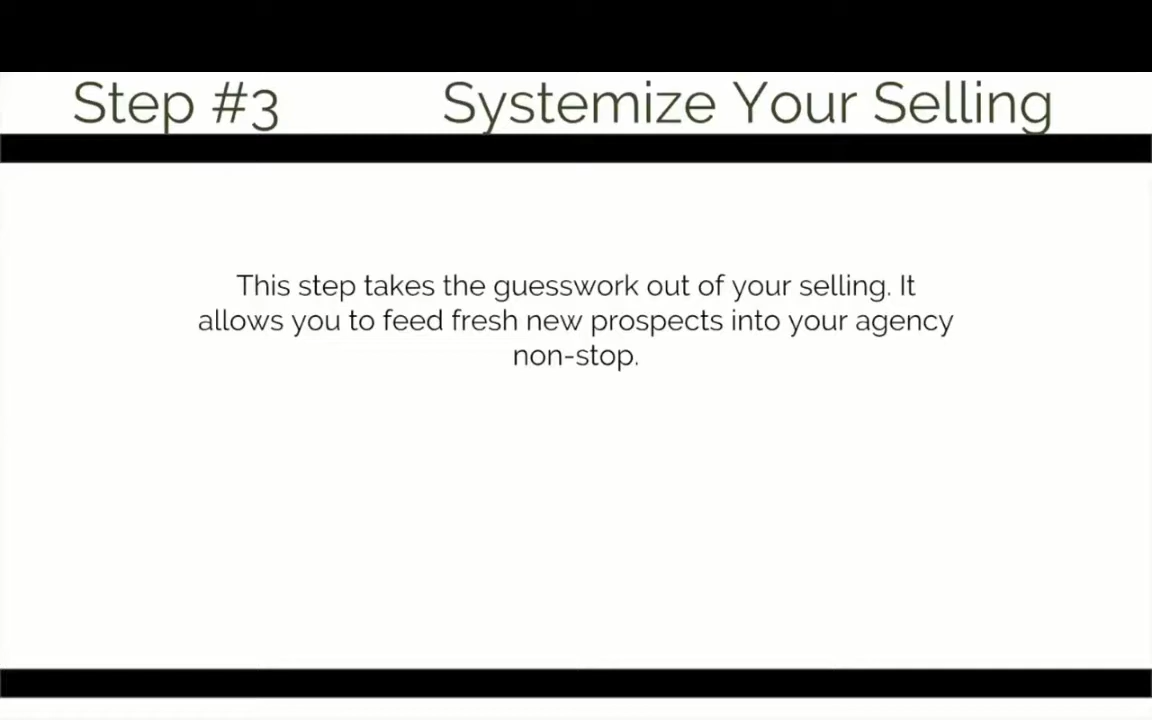 Step #3 Systemize Your Selling
This step takes the guesswork out of your selling. It
allows you to feed fresh new prospects into your agency
non-stop.